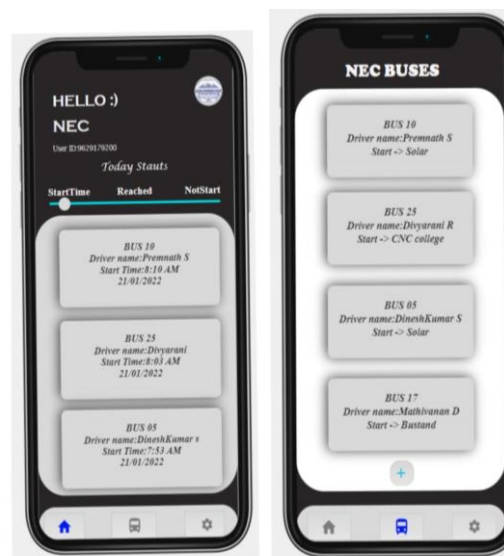 HELLO :)
NEC
User ID:9629179200
Today Stauts
StartTime Reached NotStart
BUS 10
Driver name:Premnath S
Start Time:8:10 AM
21/01/2022
BUS 25
Driver name:Divyarani
Start Time:8:03 AM
21/01/2022
BUS 05
Driver name:DineshKumar s
Start Time:7:53 AM
21/01/2022
NEC BUSES
BUS 10
Driver name:Premnath S
Start -> Solar
BUS 25
Driver name:Divyarani R
Start -> CNC college
BUS 05
Driver name:DineshKumar S
Start -> Solar
BUS 17
Driver name:Mathivanan D
Start -> Bustand
+